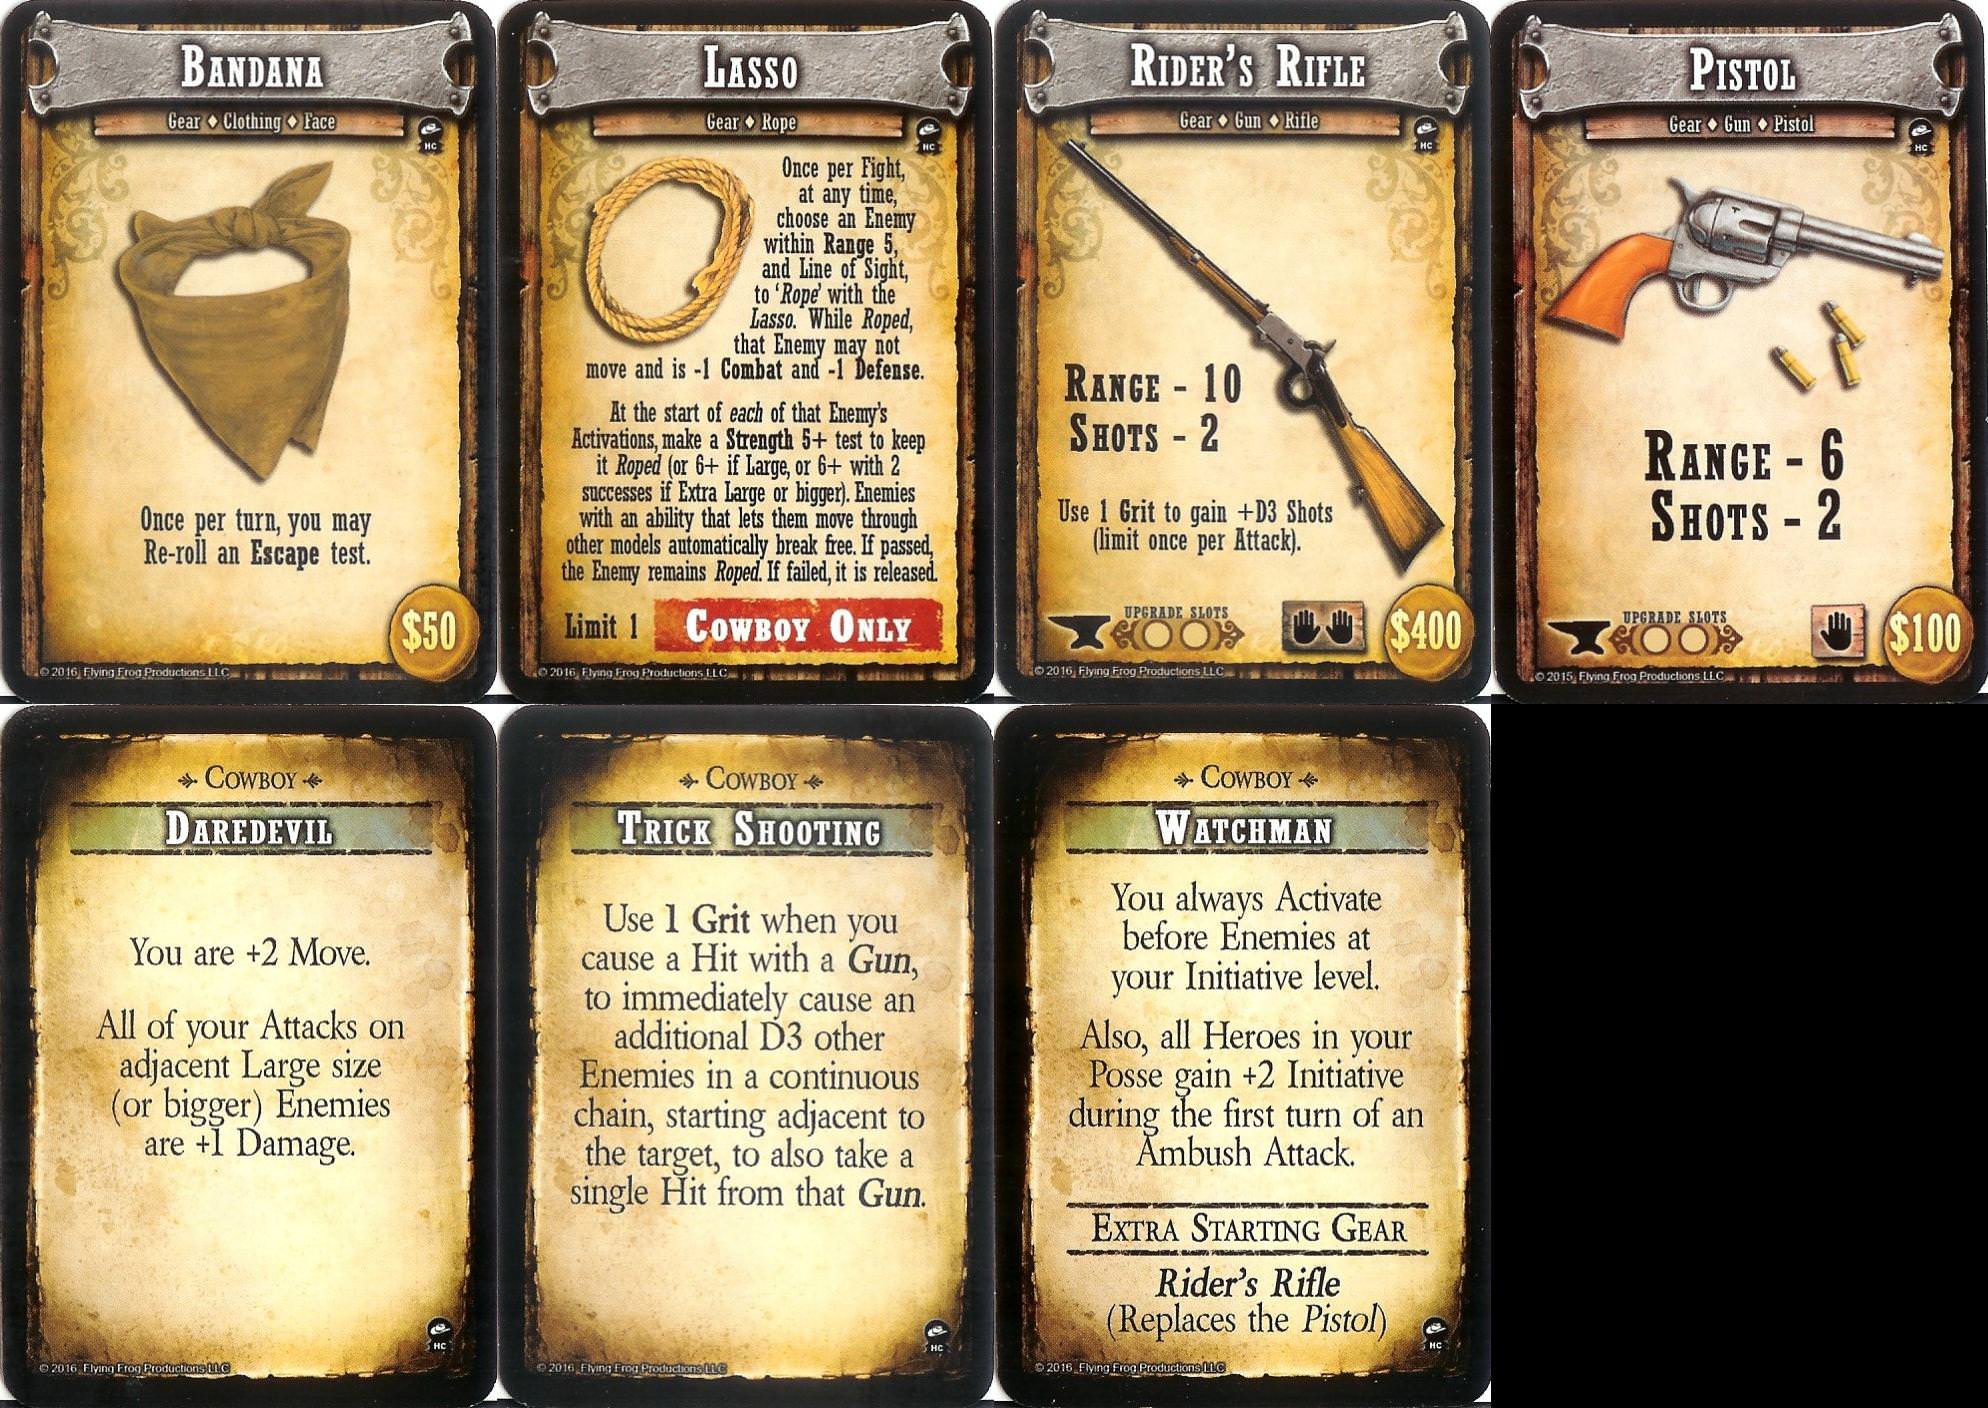 BANDANA
Gear ♦ Clothing ♦ Face
HC
Once per turn, you may
Re-roll an Escape test.
$50
© 2016 Flying Frog Productions LLC
LASSO
Gear ♦ Rope
HC
Once per Fight,
at any time,
choose an Enemy
within Range 5,
and Line of Sight,
to 'Rope' with the
Lasso. While Roped,
that Enemy may not
move and is -1 Combat and -1 Defense.
At the start of each of that Enemy's
Activations, make a Strength 5+ test to keep
it Roped (or 6+ if Large, or 6+ with 2
successes if Extra Large or bigger). Enemies
with an ability that lets them move through
other models automatically break free. If passed,
the Enemy remains Roped. If failed, it is released.
Limit 1
COWBOY ONLY
© 2016 Flying Frog Productions LLC
RIDER'S RIFLE
Gear ♦ Gun ♦ Rifle
HC
RANGE - 10
SHOTS - 2
Use 1 Grit to gain +D3 Shots
(limit once per Attack).
UPGRADE SLOTS
$400
© 2016 Flying Frog Productions LLC
PISTOL
Gear ♦ Gun ♦ Pistol
HC
RANGE - 6
SHOTS - 2
UPGRADE SLOTS
$100
© 2015 Flying Frog Productions LLC
COWBOY
DAREDEVIL
You are +2 Move.
All of your Attacks on
adjacent Large size
(or bigger) Enemies
are +1 Damage.
HC
© 2016 Flying Frog Productions LLC
COWBOY
TRICK SHOOTING
Use 1 Grit when you
cause a Hit with a Gun,
to immediately cause an
additional D3 other
Enemies in a continuous
chain, starting adjacent to
the target, to also take a
single Hit from that Gun.
HC
© 2016 Flying Frog Productions LLC
COWBOY
WATCHMAN
You always Activate
before Enemies at
your Initiative level.
Also, all Heroes in your
Posse gain +2 Initiative
during the first turn of an
Ambush Attack.
EXTRA STARTING GEAR
Rider's Rifle
(Replaces the Pistol)
HC
© 2016 Flying Frog Productions LLC